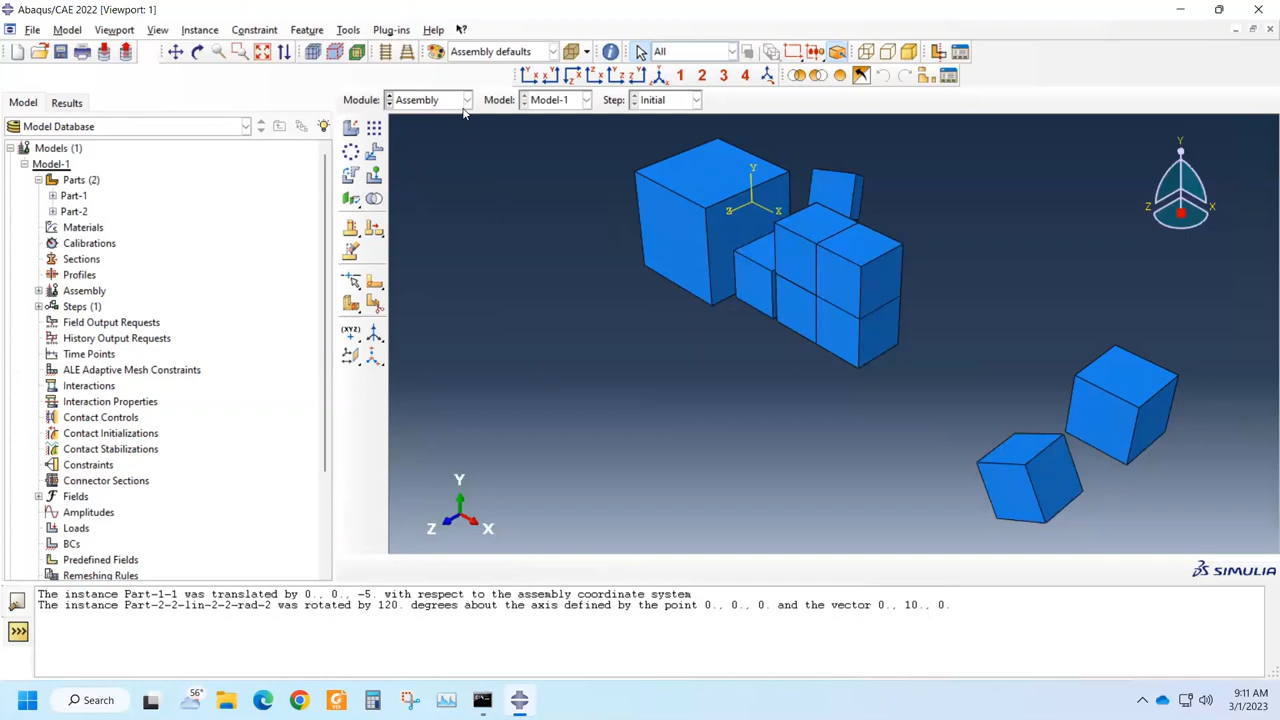 Abaqus/CAE 2022 [Viewport: 1]
File Model Viewport View Instance Constraint Feature Tools Plug-ins Help
Assembly defaults All
1 2 3 4
Model Results Module: Assembly Model: Model-1 Step: Initial
Model Database
Models (1)
Model-1
Parts (2)
Part-1
Part-2
Materials
Calibrations
Sections
Profiles
Assembly
Steps (1)
Field Output Requests
History Output Requests
Time Points
ALE Adaptive Mesh Constraints
Interactions
Interaction Properties
Contact Controls
Contact Initializations
Contact Stabilizations
Constraints
Connector Sections
Fields
Amplitudes
Loads
BCs
Predefined Fields
Remeshing Rules
Y
Z X
Y
Z X
Y
Z X
(XYZ)
SIMULIA
The instance Part-1-1 was translated by 0., 0., -5. with respect to the assembly coordinate system
The instance Part-2-2-lin-2-2-rad-2 was rotated by 120. degrees about the axis defined by the point 0., 0., 0. and the vector 0., 10., 0.
>>>
Search 56° 9:11 AM
3/1/2023